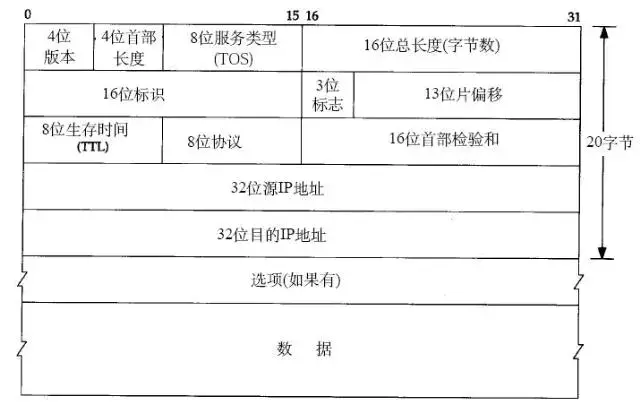 0 15 16 31
4位
版本
4位首部
长度
8位服务类型
(TOS)
16位总长度(字节数)
16位标识
3位
标志
13位片偏移
8位生存时间
(TTL)
8位协议
16位首部检验和
20字节
32位源IP地址
32位目的IP地址
选项(如果有)
数 据